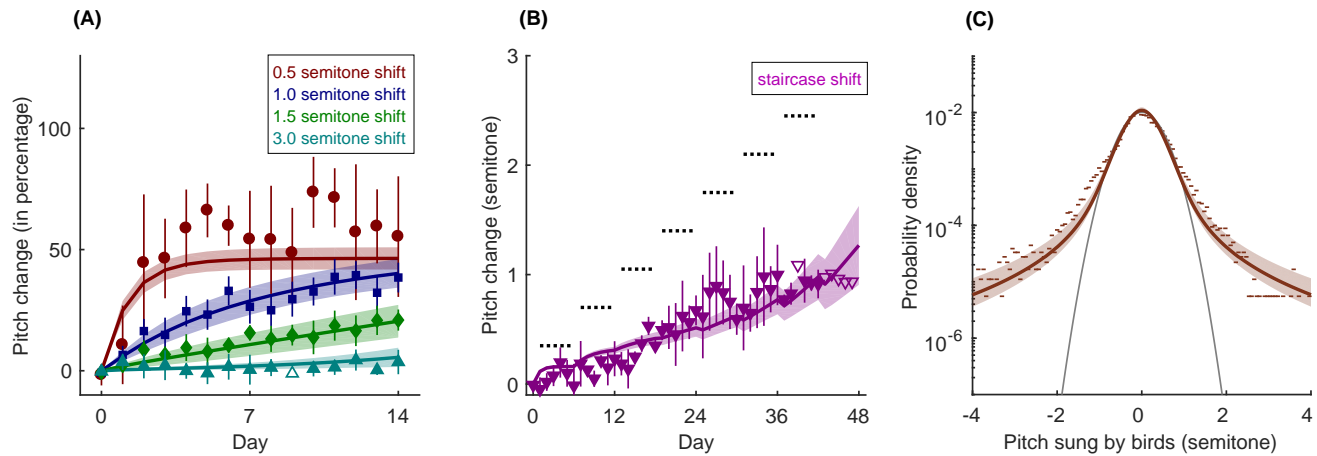 (A)
0.5 semitone shift
1.0 semitone shift
1.5 semitone shift
3.0 semitone shift
Pitch change (in percentage)
100
50
0
0 7 14
Day
(B)
staircase shift
Pitch change (semitone)
3
2
1
0
0 12 24 36 48
Day
(C)
Probability density
10-2
10-4
10-6
-4 -2 0 2 4
Pitch sung by birds (semitone)